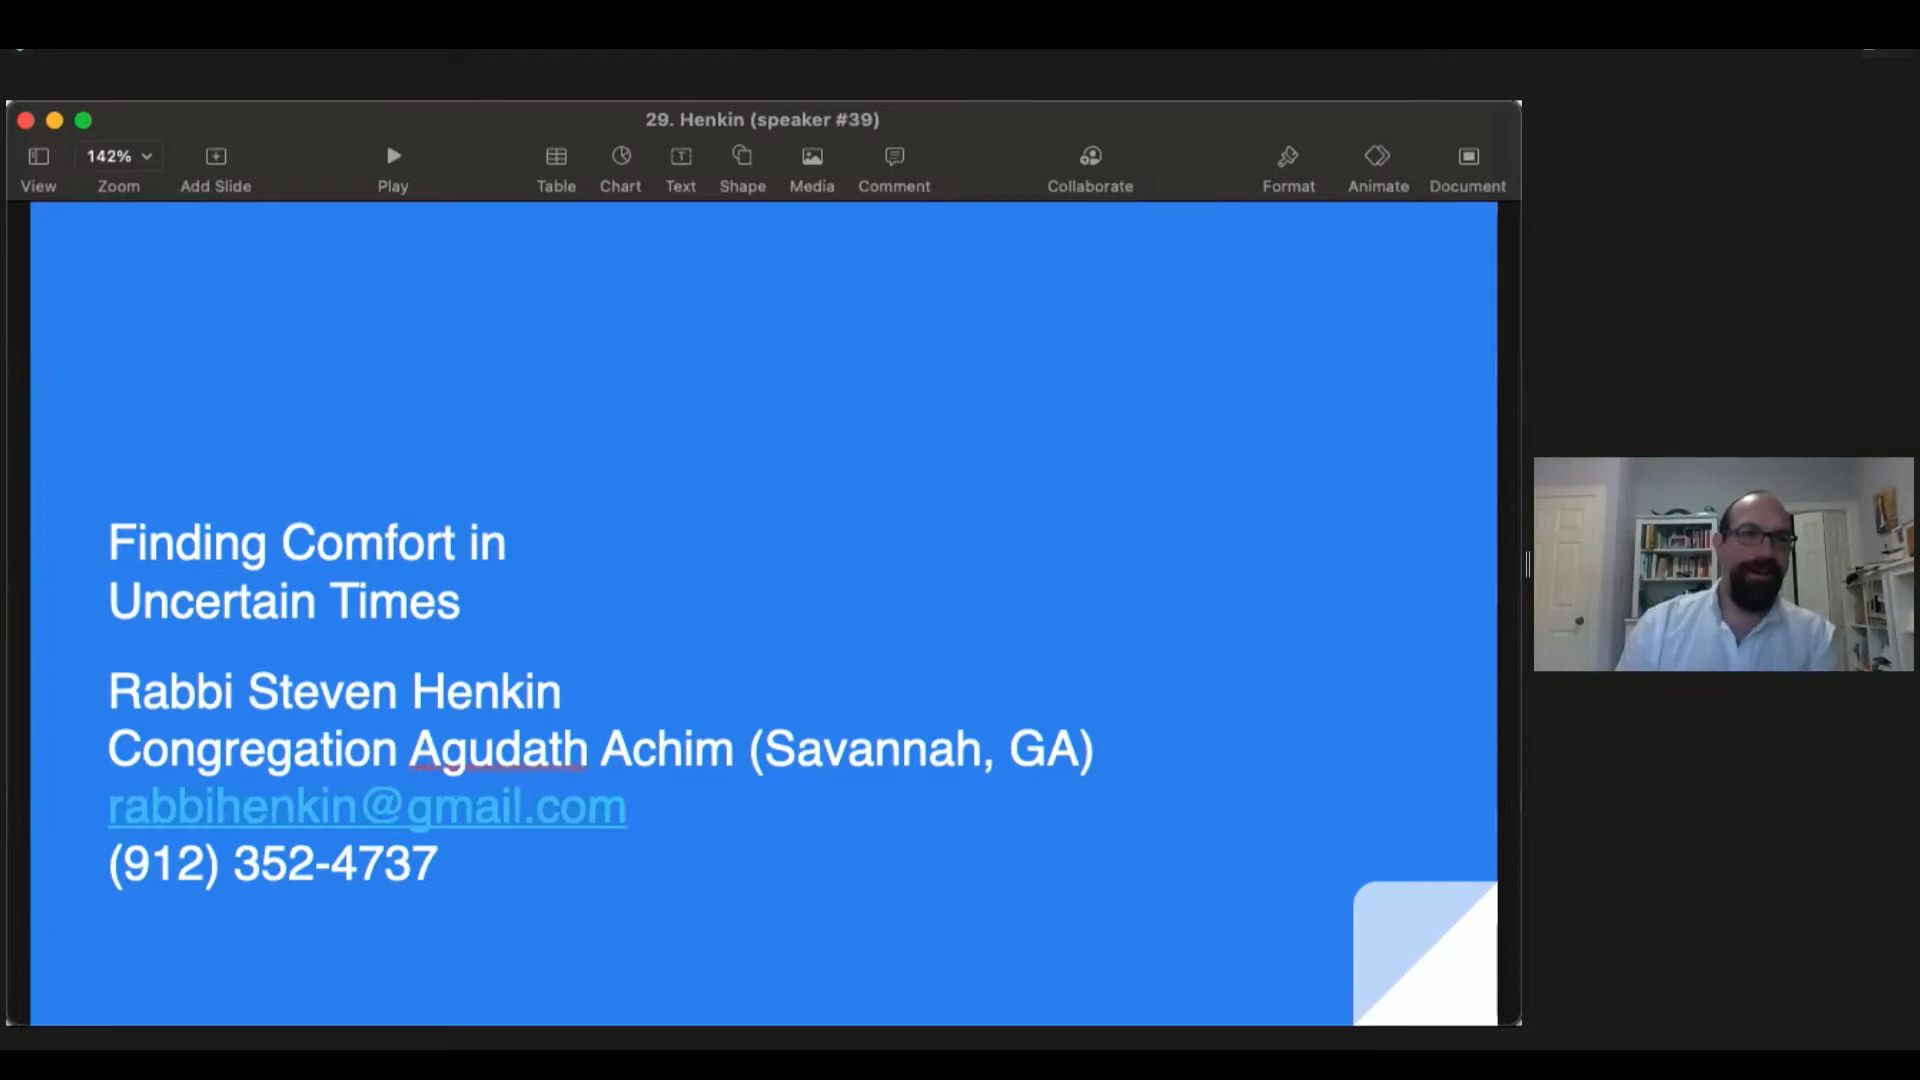 29. Henkin (speaker #39)
142%
View Zoom Add Slide Play Table Chart Text Shape Media Comment Collaborate Format Animate Document
Finding Comfort in
Uncertain Times
Rabbi Steven Henkin
Congregation Agudath Achim (Savannah, GA)
rabbihenkin@gmail.com
(912) 352-4737